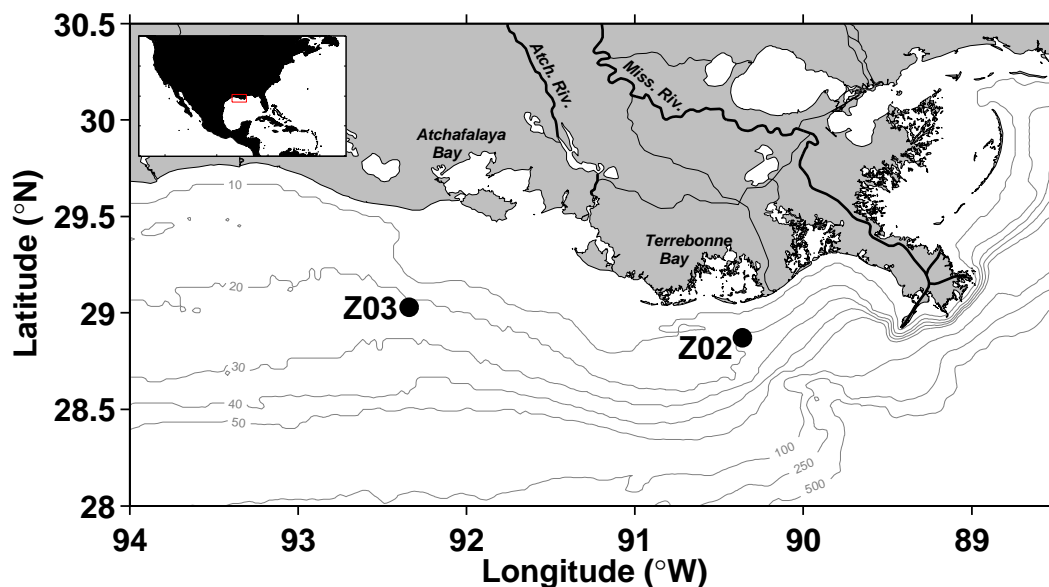 30.5
30
29.5
29
28.5
28
Latitude (°N)
94
93
92
91
90
89
Longitude (°W)
Atch. Riv.
Miss. Riv.
Atchafalaya
Bay
Terrebonne
Bay
Z03
Z02
10
20
30
40
50
100
250
500